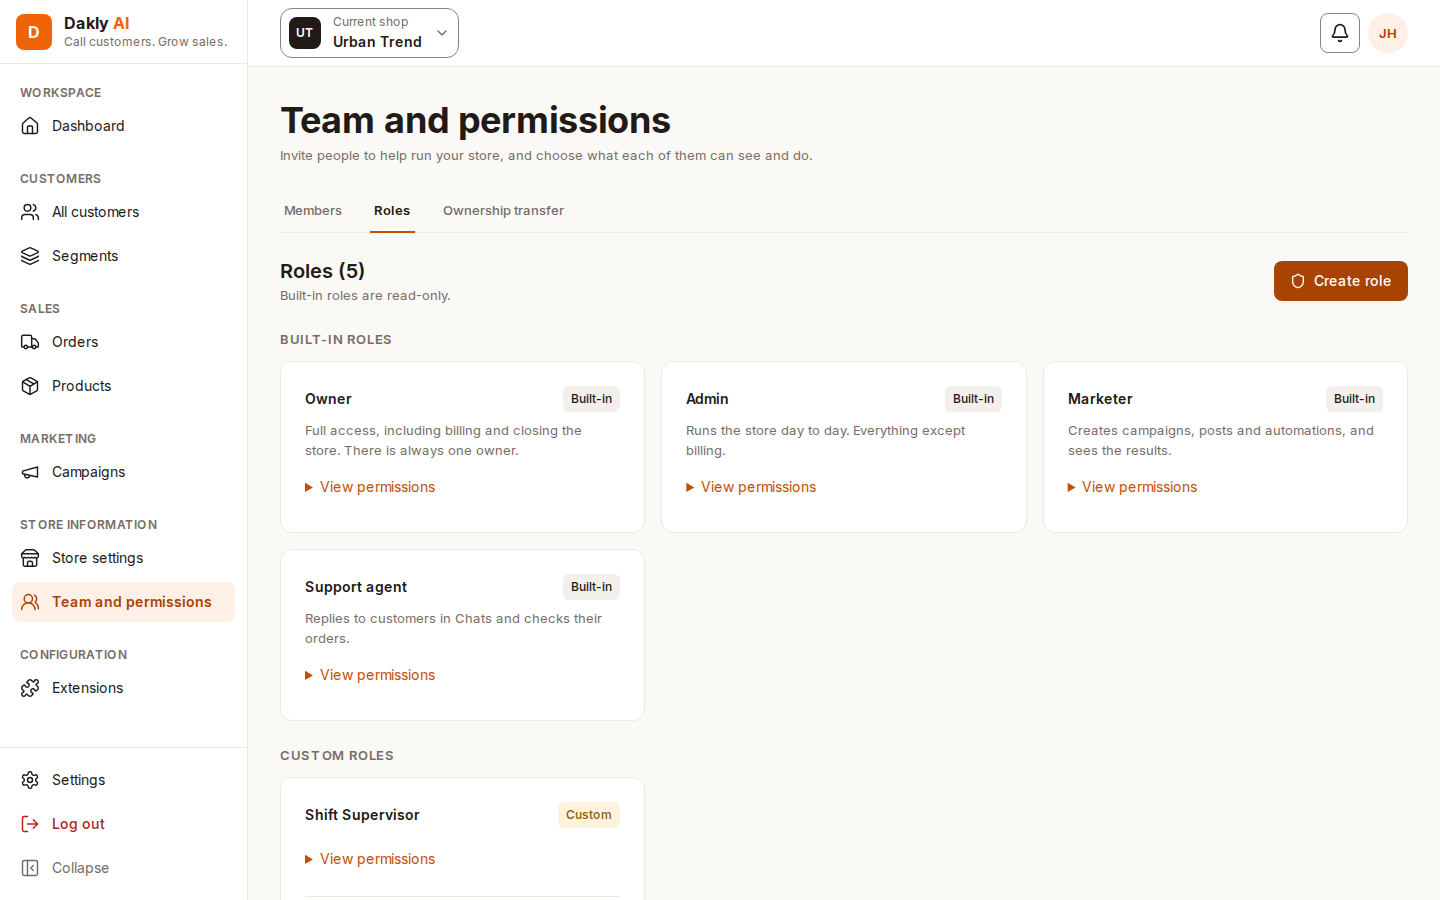 D
Dakly AI
Call customers. Grow sales.
WORKSPACE
Dashboard
CUSTOMERS
All customers
Segments
SALES
Orders
Products
MARKETING
Campaigns
STORE INFORMATION
Store settings
Team and permissions
CONFIGURATION
Extensions
Settings
Log out
Collapse
UT
Current shop
Urban Trend
JH
Team and permissions
Invite people to help run your store, and choose what each of them can see and do.
Members
Roles
Ownership transfer
Roles (5)
Built-in roles are read-only.
Create role
BUILT-IN ROLES
Owner
Built-in
Full access, including billing and closing the
store. There is always one owner.
View permissions
Admin
Built-in
Runs the store day to day. Everything except
billing.
View permissions
Marketer
Built-in
Creates campaigns, posts and automations, and
sees the results.
View permissions
Support agent
Built-in
Replies to customers in Chats and checks their
orders.
View permissions
CUSTOM ROLES
Shift Supervisor
Custom
View permissions